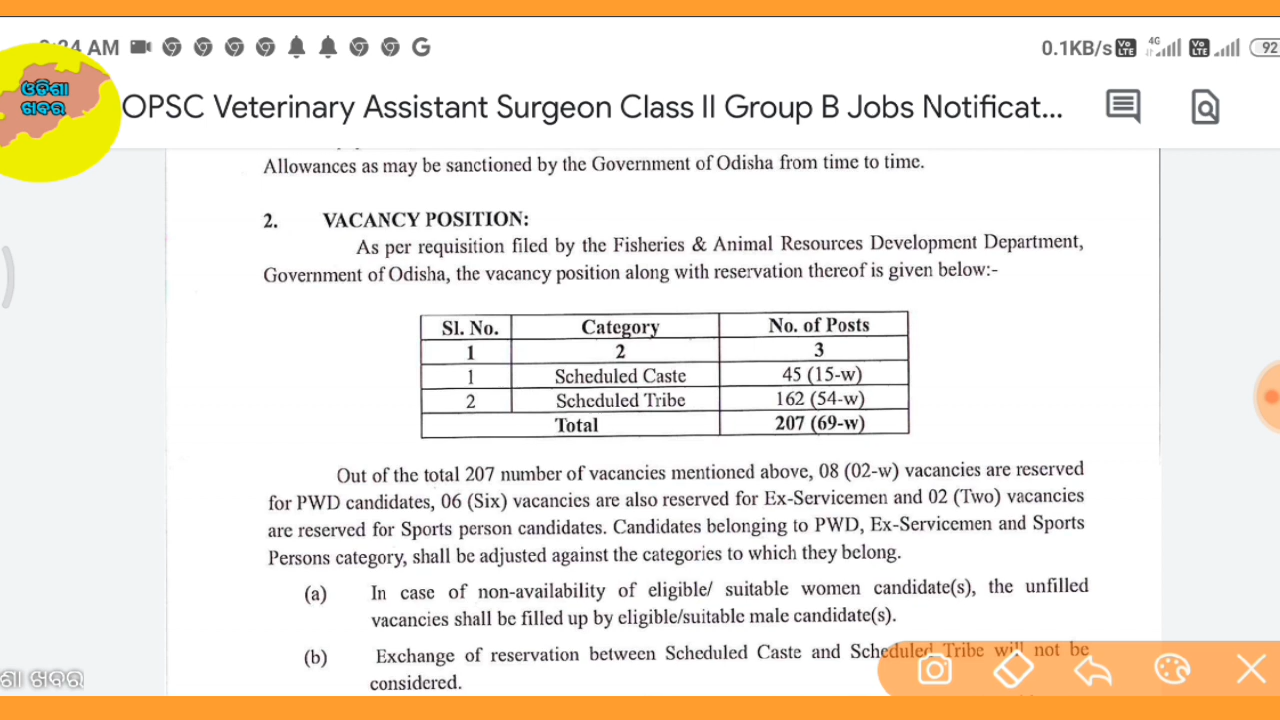 AM G 0.1KB/s Vo LTE 4G Vo LTE 92
ଓଡିଶା
ଖବର
OPSC Veterinary Assistant Surgeon Class II Group B Jobs Notificat...
Allowances as may be sanctioned by the Government of Odisha from time to time.
2. VACANCY POSITION:
As per requisition filed by the Fisheries & Animal Resources Development Department,
Government of Odisha, the vacancy position along with reservation thereof is given below:-
Sl. No. Category No. of Posts
1 2 3
1 Scheduled Caste 45 (15-w)
2 Scheduled Tribe 162 (54-w)
Total 207 (69-w)
Out of the total 207 number of vacancies mentioned above, 08 (02-w) vacancies are reserved
for PWD candidates, 06 (Six) vacancies are also reserved for Ex-Servicemen and 02 (Two) vacancies
are reserved for Sports person candidates. Candidates belonging to PWD, Ex-Servicemen and Sports
Persons category, shall be adjusted against the categories to which they belong.
(a) In case of non-availability of eligible/ suitable women candidate(s), the unfilled
vacancies shall be filled up by eligible/suitable male candidate(s).
(b) Exchange of reservation between Scheduled Caste and Scheduled Tribe will not be
considered.
ଶା ଖବର